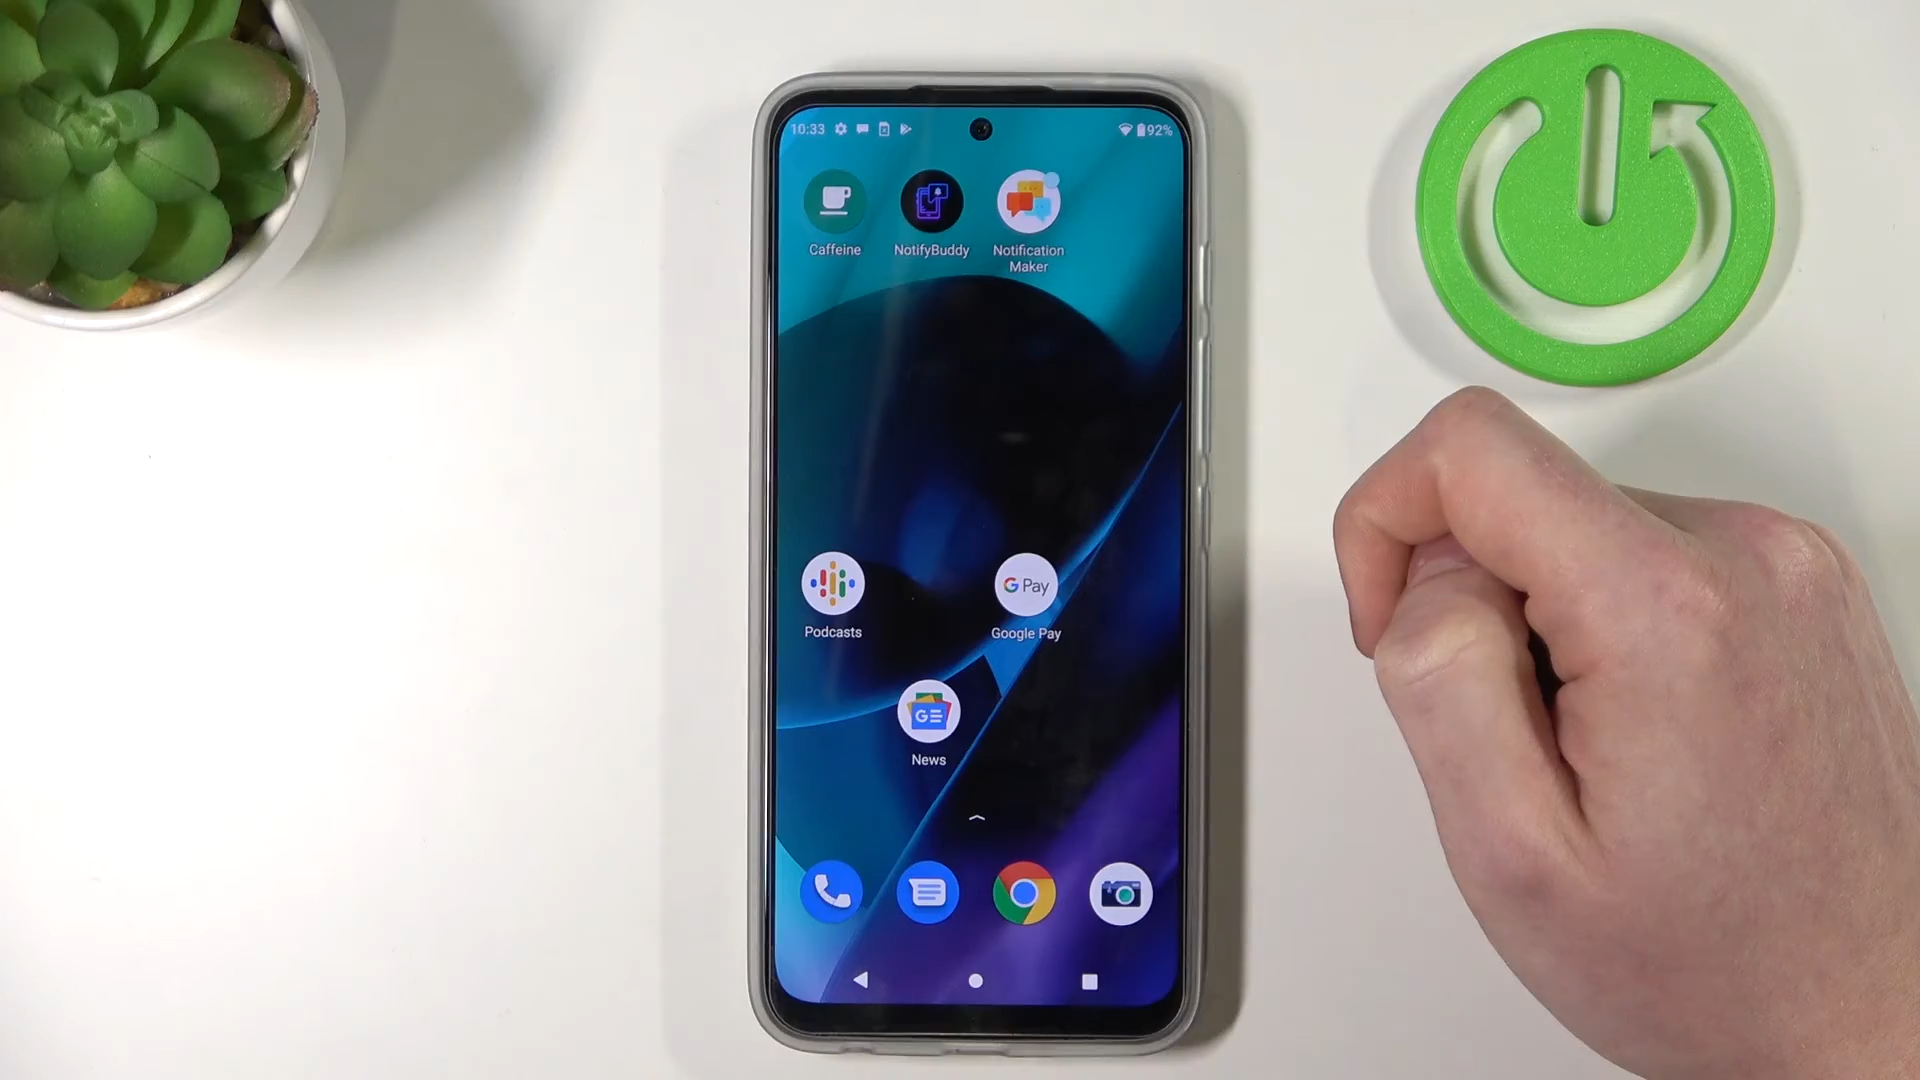 10:33
92%
Caffeine
NotifyBuddy
Notification
Maker
G Pay
Podcasts
Google Pay
G
News